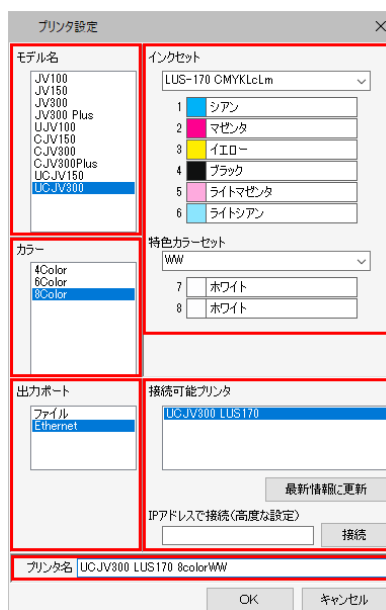 プリンタ設定
モデル名
JV100
JV150
JV300
JV300 Plus
UJV100
CJV150
CJV300
CJV300Plus
UCJV150
UCJV300
インクセット
LUS-170 CMYKLcLm
1 シアン
2 マゼンタ
3 イエロー
4 ブラック
5 ライトマゼンタ
6 ライトシアン
特色カラーセット
WW
7 ホワイト
8 ホワイト
カラー
4Color
6Color
8Color
出力ポート
ファイル
Ethernet
接続可能プリンタ
UCJV300 LUS170
最新情報に更新
IPアドレスで接続(高度な設定)
接続
プリンタ名 UCJV300 LUS170 8colorWW
OK キャンセル